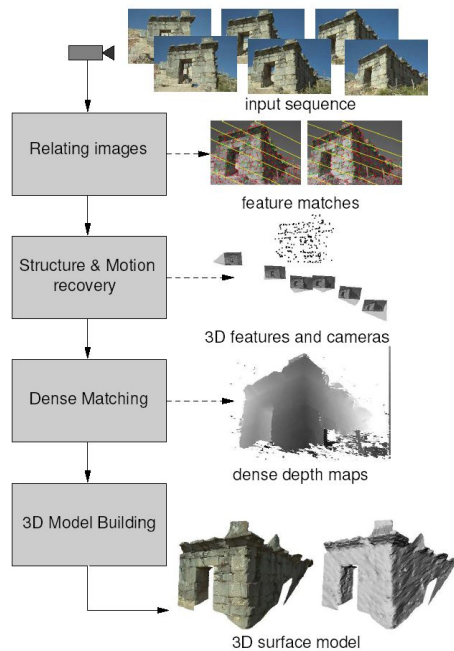 input sequence
Relating images
feature matches
Structure & Motion
recovery
3D features and cameras
Dense Matching
dense depth maps
3D Model Building
3D surface model